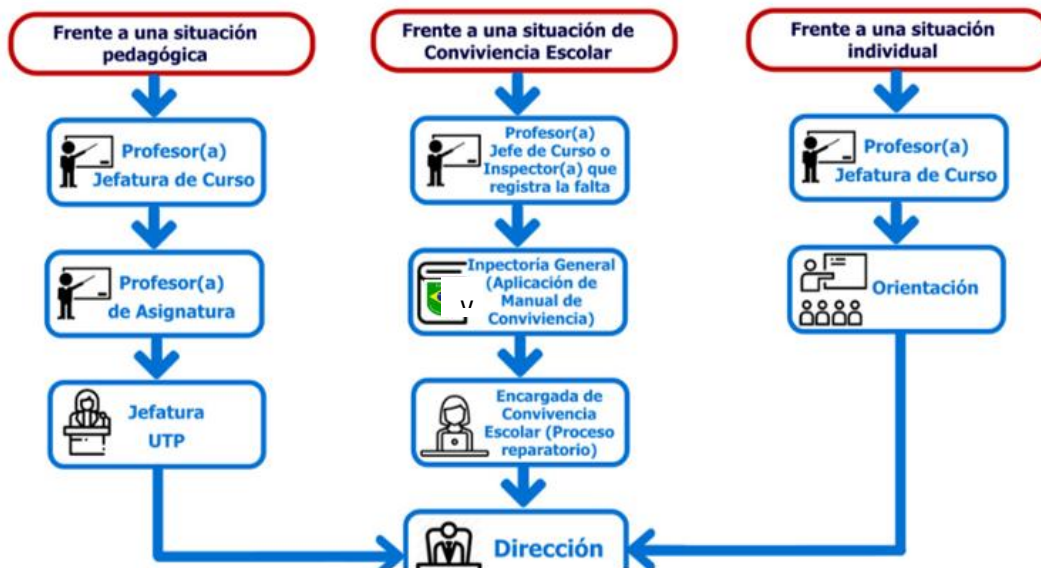 Frente a una situación
pedagógica
Profesor(a)
Jefatura de Curso
Profesor(a)
de Asignatura
Jefatura
UTP
Frente a una situación de
Conviviencia Escolar
Profesor(a)
Jefe de Curso o
Inspector(a) que
registra la falta
Inpectoría General
(Aplicación de
Manual de
Conviviencia)
Encargada de
Convivencia
Escolar (Proceso
reparatorio)
Frente a una situación
individual
Profesor(a)
Jefatura de Curso
Orientación
Dirección